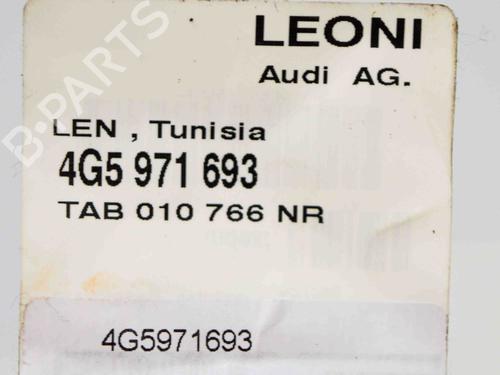 LEONI
Audi AG.
LEN , Tunisia
4G5 971 693
TAB 010 766 NR
4G5971693
B-PARTS